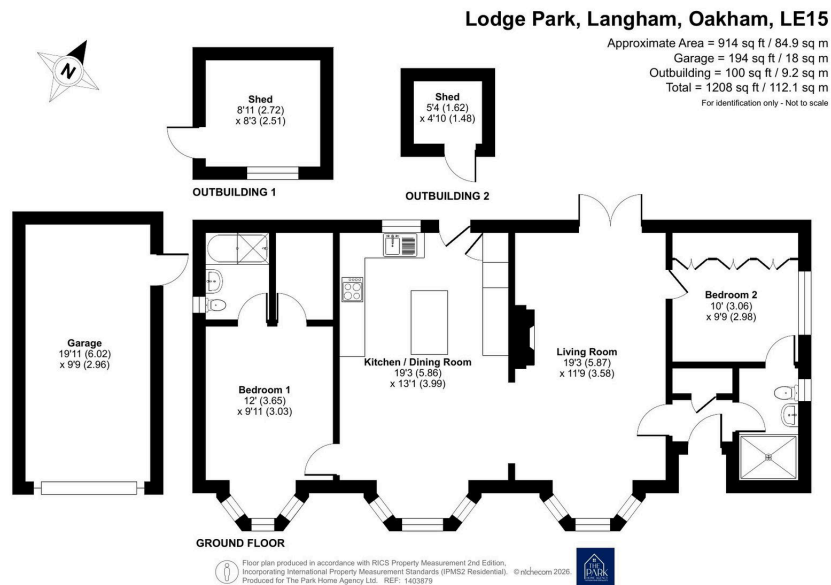 Lodge Park, Langham, Oakham, LE15
Approximate Area = 914 sq ft / 84.9 sq m
Garage = 194 sq ft / 18 sq m
Outbuilding = 100 sq ft / 9.2 sq m
Total = 1208 sq ft / 112.1 sq m
For identification only - Not to scale
N
Shed
8'11 (2.72)
x 8'3 (2.51)
OUTBUILDING 1
Shed
5'4 (1.62)
x 4'10 (1.48)
OUTBUILDING 2
Garage
19'11 (6.02)
x 9'9 (2.96)
Bedroom 1
12' (3.65)
x 9'11 (3.03)
Kitchen / Dining Room
19'3 (5.86)
x 13'1 (3.99)
Living Room
19'3 (5.87)
x 11'9 (3.58)
Bedroom 2
10' (3.06)
x 9'9 (2.98)
GROUND FLOOR
Floor plan produced in accordance with RICS Property Measurement 2nd Edition,
Incorporating International Property Measurement Standards (IPMS2 Residential). © nichecom 2026.
Produced for The Park Home Agency Ltd. REF: 1403879
THE
PARK